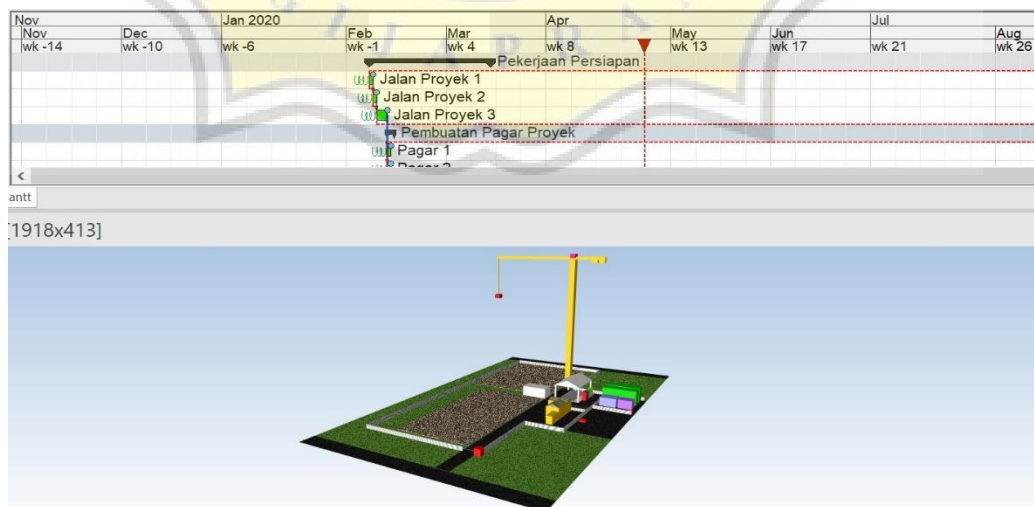 Nov Jan 2020 Apr Jul
Nov Dec Feb Mar May Jun Aug
wk -14 wk -10 wk -6 wk -1 wk 4 wk 8 wk 13 wk 17 wk 21 wk 26
Pekerjaan Persiapan
Jalan Proyek 1
Jalan Proyek 2
Jalan Proyek 3
Pembuatan Pagar Proyek
Pagar 1
antt
[1918x413]